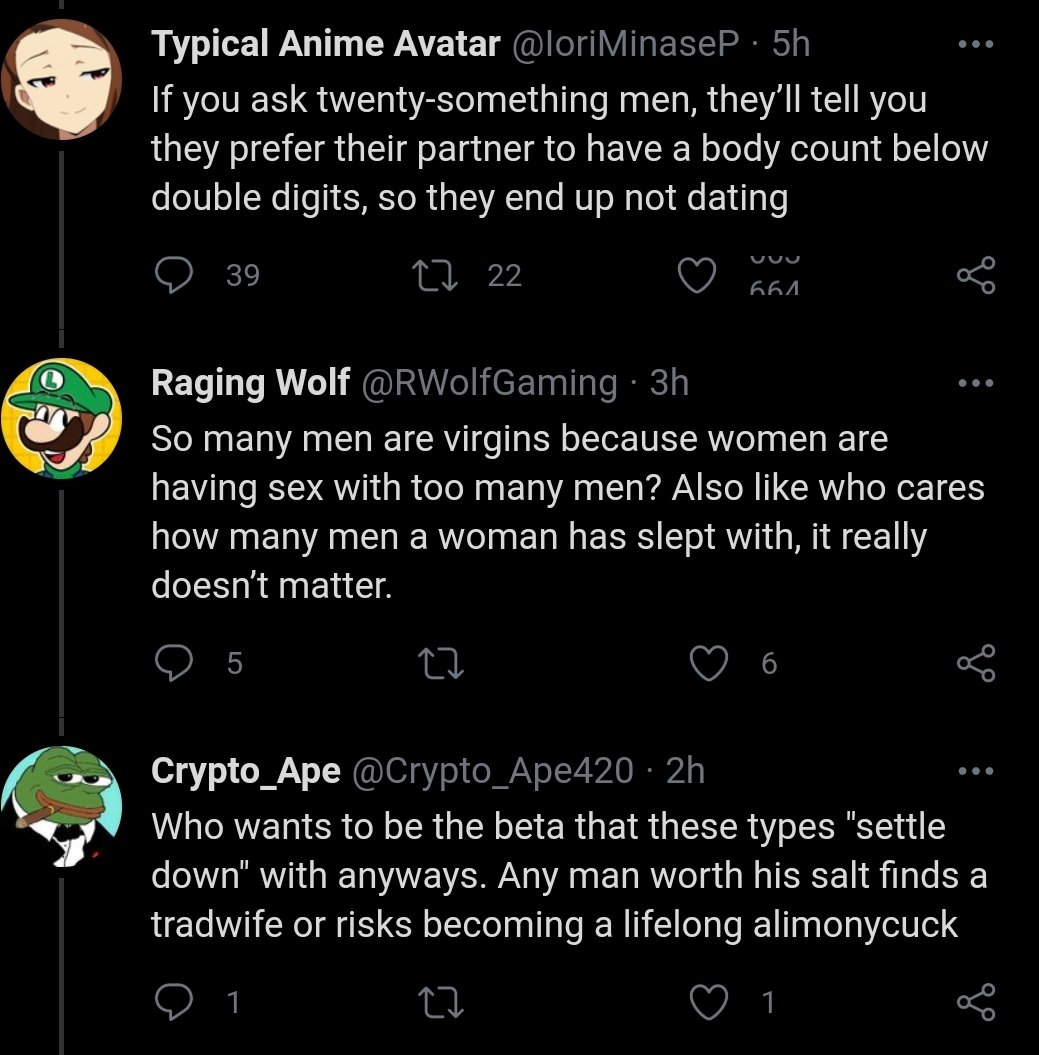 Typical Anime Avatar @IoriMinaseP · 5h
If you ask twenty-something men, they’ll tell you
they prefer their partner to have a body count below
double digits, so they end up not dating
39 22
664
Raging Wolf @RWolfGaming · 3h
So many men are virgins because women are
having sex with too many men? Also like who cares
how many men a woman has slept with, it really
doesn’t matter.
5 6
Crypto_Ape @Crypto_Ape420 · 2h
Who wants to be the beta that these types "settle
down" with anyways. Any man worth his salt finds a
tradwife or risks becoming a lifelong alimonycuck
1 1